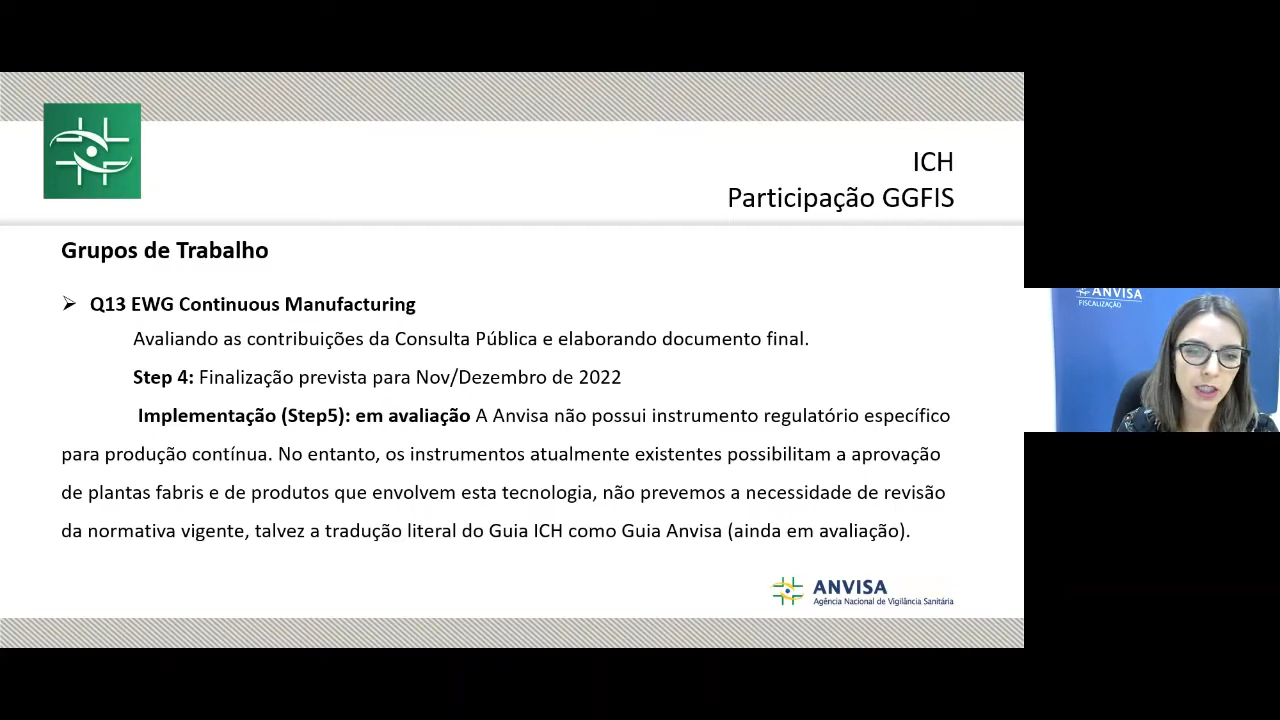 ICH
Participação GGFIS
Grupos de Trabalho
Q13 EWG Continuous Manufacturing
Avaliando as contribuições da Consulta Pública e elaborando documento final.
Step 4: Finalização prevista para Nov/Dezembro de 2022
Implementação (Step5): em avaliação A Anvisa não possui instrumento regulatório específico
para produção contínua. No entanto, os instrumentos atualmente existentes possibilitam a aprovação
de plantas fabris e de produtos que envolvem esta tecnologia, não prevemos a necessidade de revisão
da normativa vigente, talvez a tradução literal do Guia ICH como Guia Anvisa (ainda em avaliação).
ANVISA
Agência Nacional de Vigilância Sanitária
ANVISA
FISCALIZAÇÃO